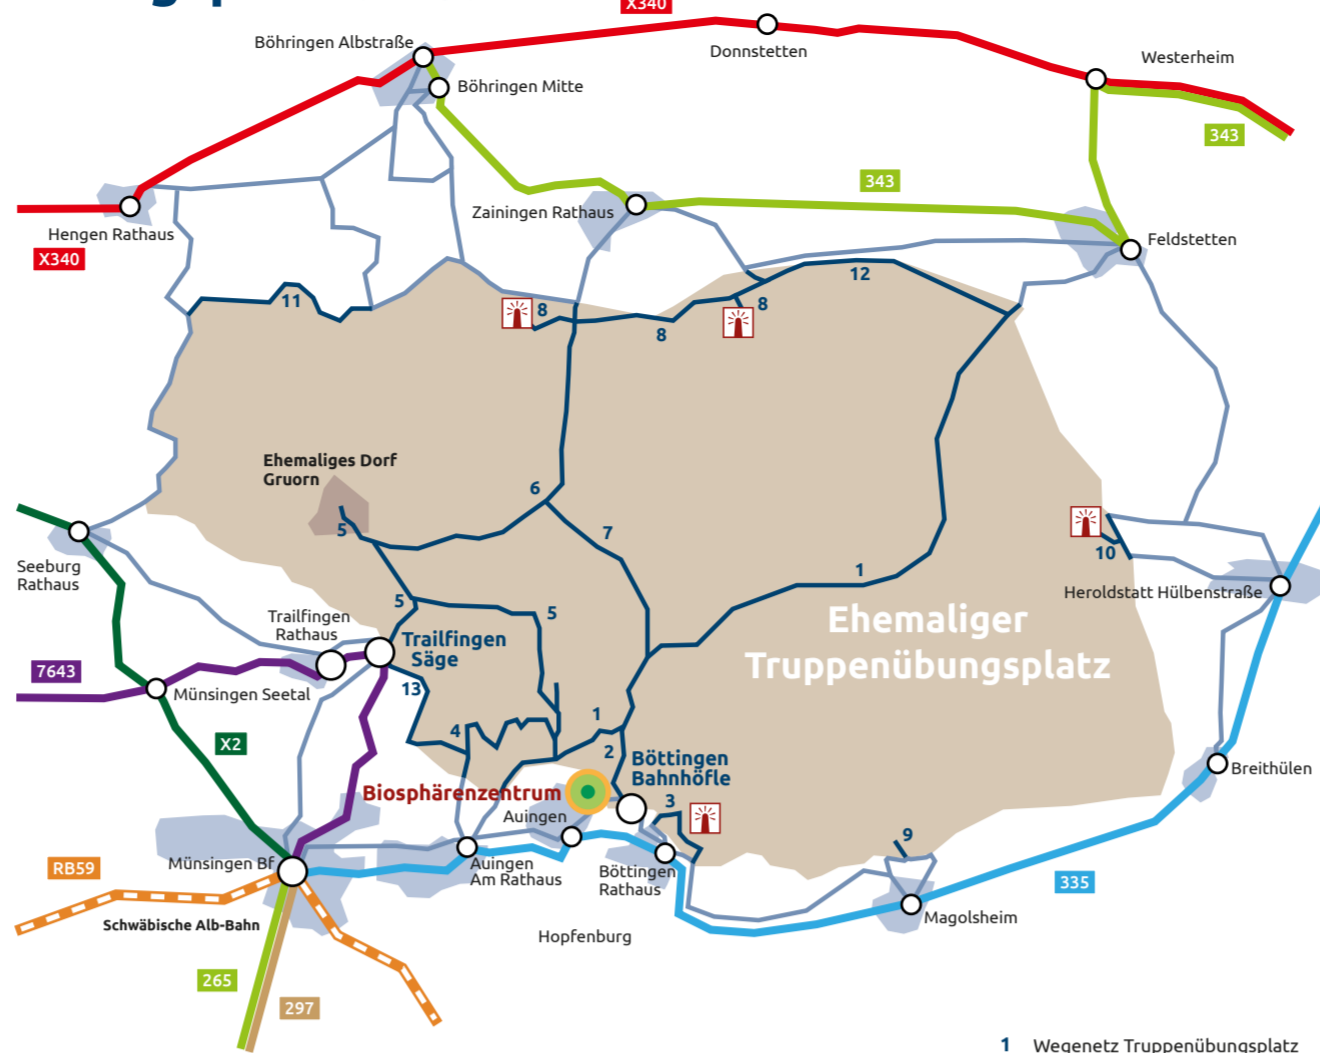 X340
Böhringen Albstraße
Donnstetten
Westerheim
Böhringen Mitte
343
343
Zainingen Rathaus
Hengen Rathaus
X340
Feldstetten
12
11
8
8
8
Ehemaliges Dorf
Gruorn
6
5
7
10
Seeburg
Rathaus
1
Heroldstatt Hülbenstraße
5
5
Trailfingen
Rathaus
Ehemaliger
Truppenübungsplatz
Trailfingen
Säge
7643
13
Münsingen Seetal
1
4
X2
2
Böttingen
Bahnhöfle
Breithülen
Biosphärenzentrum
3
Auingen
9
RB59
Münsingen Bf
Auingen
Am Rathaus
Böttingen
Rathaus
335
Schwäbische Alb-Bahn
Magolsheim
Hopfenburg
265
297
1 Wegenetz Truppenübungsplatz